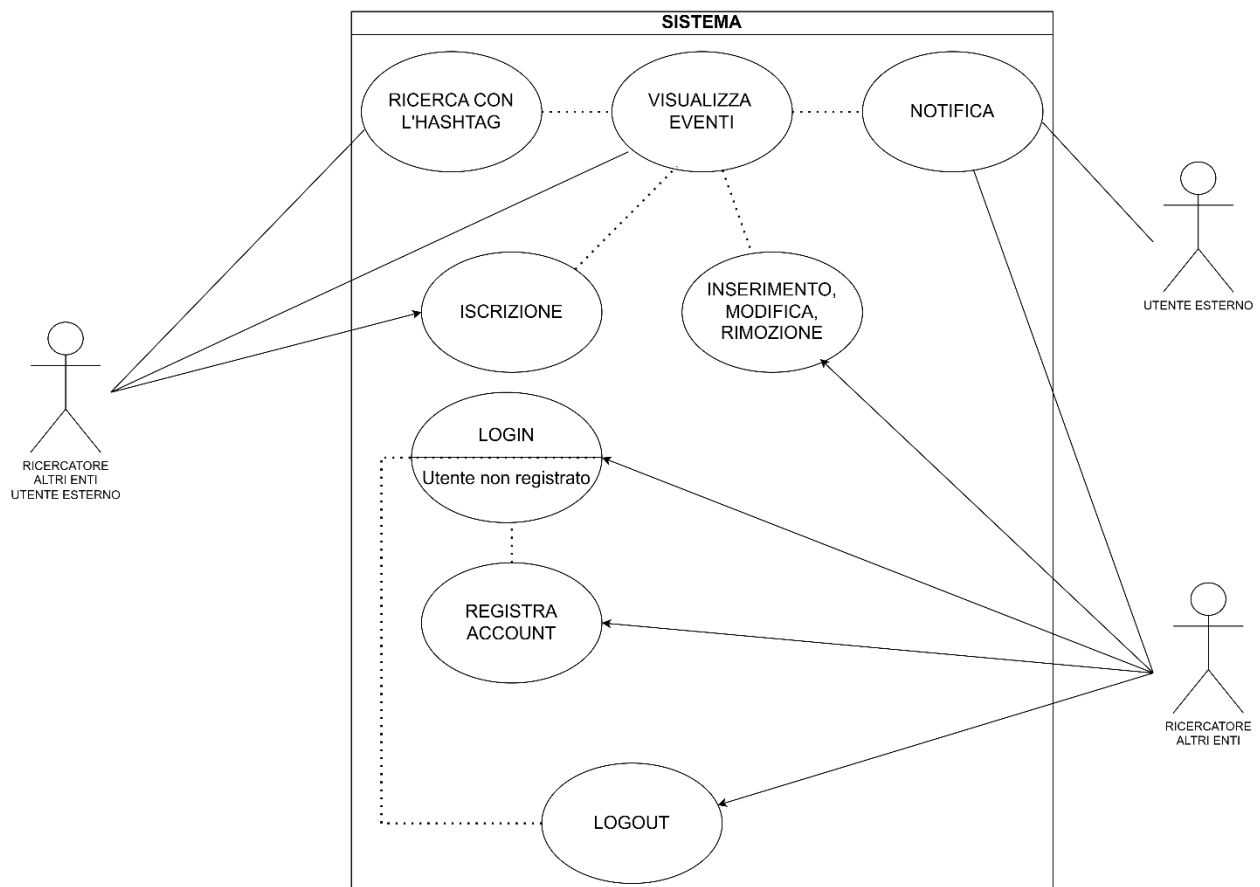 SISTEMA
RICERCA CON
L'HASHTAG
VISUALIZZA
EVENTI
NOTIFICA
UTENTE ESTERNO
ISCRIZIONE
INSERIMENTO,
MODIFICA,
RIMOZIONE
RICERCATORE
ALTRI ENTI
UTENTE ESTERNO
LOGIN
Utente non registrato
REGISTRA
ACCOUNT
RICERCATORE
ALTRI ENTI
LOGOUT